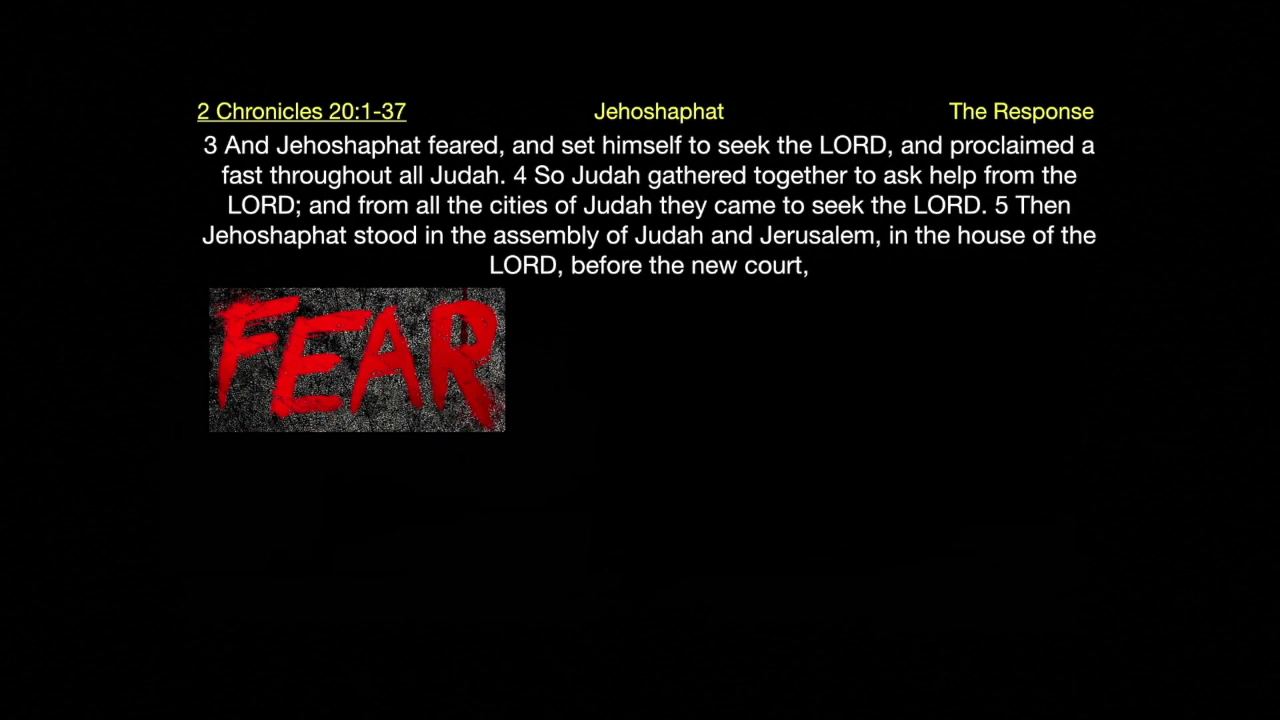 2 Chronicles 20:1-37 Jehoshaphat The Response
3 And Jehoshaphat feared, and set himself to seek the LORD, and proclaimed a
fast throughout all Judah. 4 So Judah gathered together to ask help from the
LORD; and from all the cities of Judah they came to seek the LORD. 5 Then
Jehoshaphat stood in the assembly of Judah and Jerusalem, in the house of the
LORD, before the new court,
FEAR